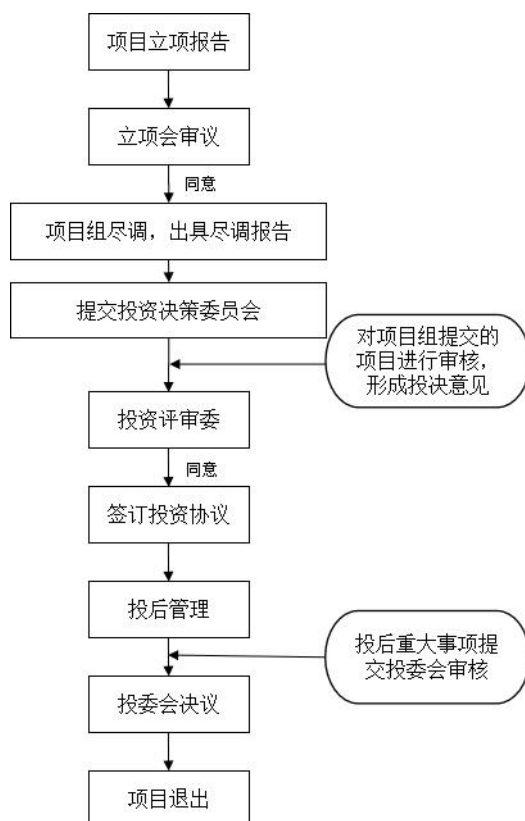 项目立项报告
立项会审议
同意
项目组尽调，出具尽调报告
提交投资决策委员会
对项目组提交的
项目进行审核，
形成投决意见
投资评审委
同意
签订投资协议
投后管理
投后重大事项提
交投委会审核
投委会决议
项目退出